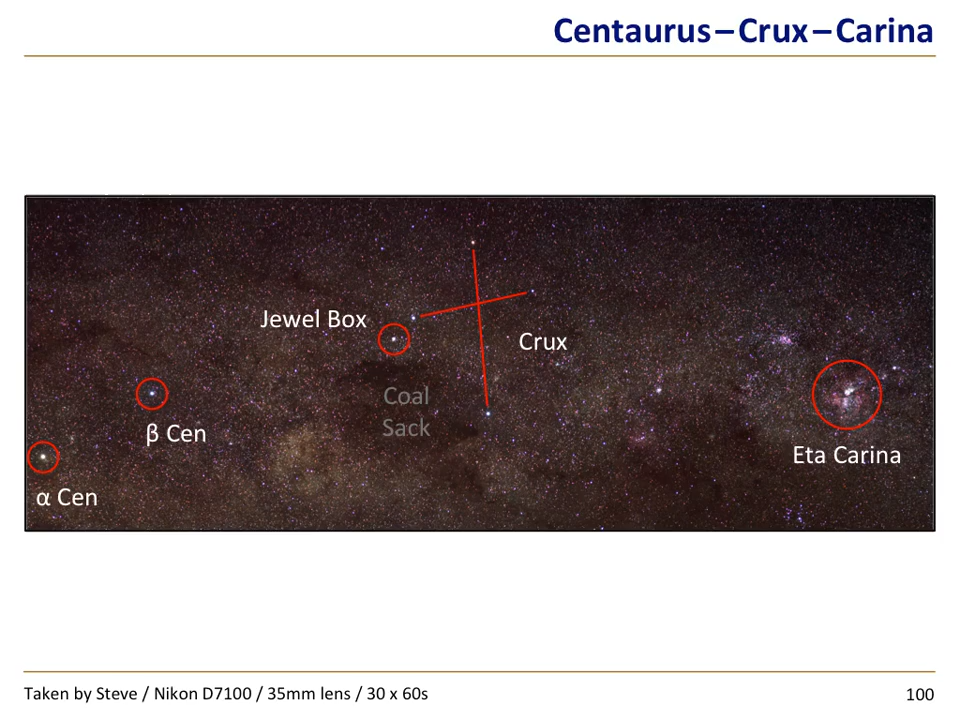 Centaurus – Crux – Carina
Jewel Box
Crux
Coal
Sack
β Cen
Eta Carina
α Cen
Taken by Steve / Nikon D7100 / 35mm lens / 30 x 60s
100